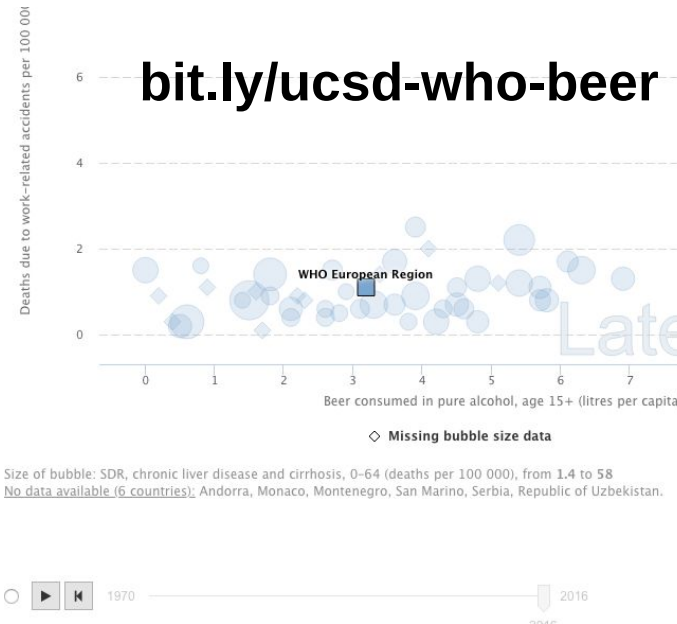 Deaths due to work-related accidents per 100 00
bit.ly/ucsd-who-beer
6
4
2
0
WHO European Region
Late
0 1 2 3 4 5 6 7
Beer consumed in pure alcohol, age 15+ (litres per capita
◇ Missing bubble size data
Size of bubble: SDR, chronic liver disease and cirrhosis, 0-64 (deaths per 100 000), from 1.4 to 58
No data available (6 countries): Andorra, Monaco, Montenegro, San Marino, Serbia, Republic of Uzbekistan.
1970 2016